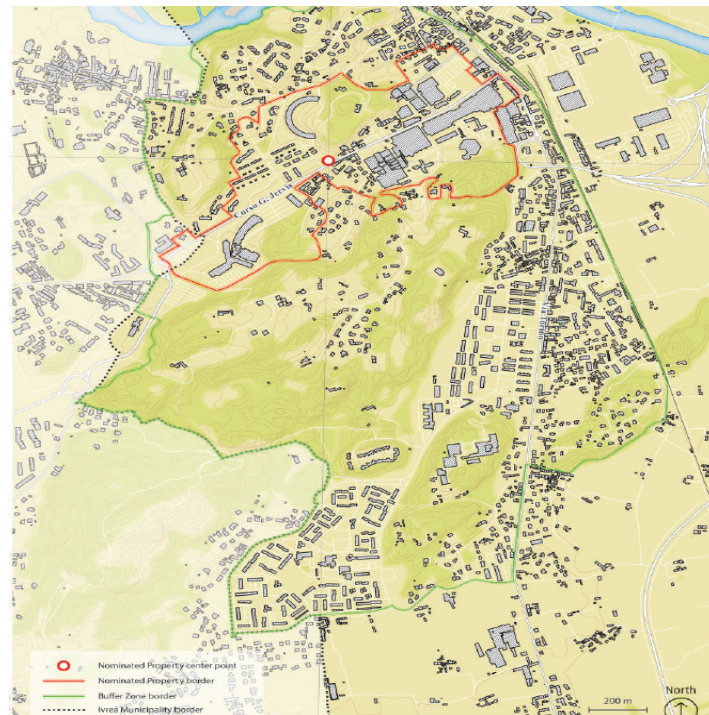 Corso G. Jervis
Nominated Property center point
Nominated Property border
Buffer Zone border
Ivrea Municipality border
200 m
North